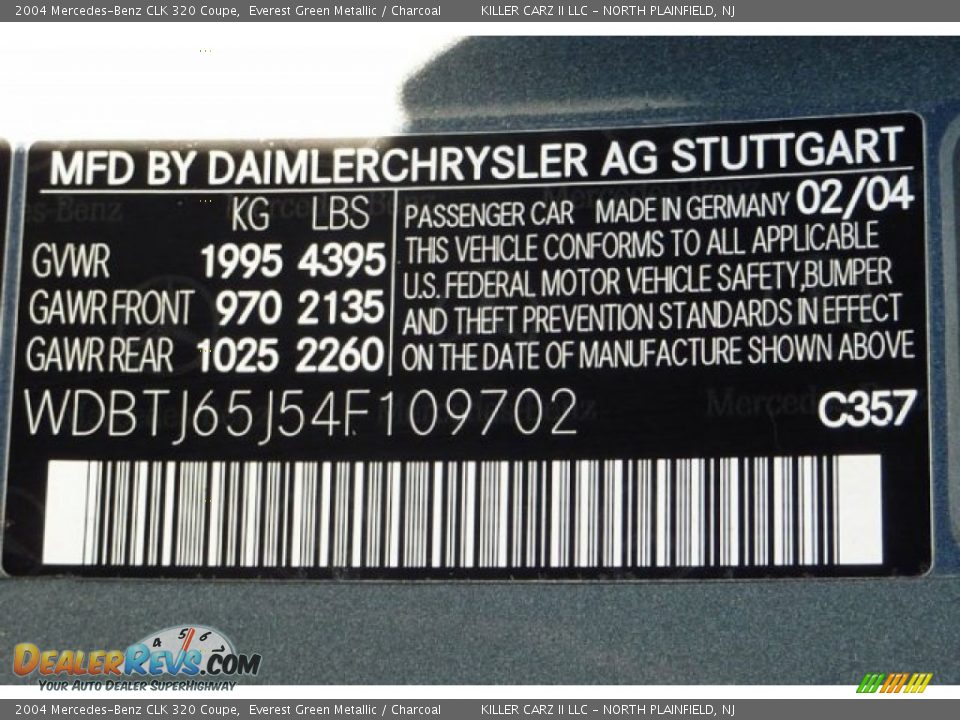 2004 Mercedes-Benz CLK 320 Coupe, Everest Green Metallic / Charcoal KILLER CARZ II LLC - NORTH PLAINFIELD, NJ
MFD BY DAIMLERCHRYSLER AG STUTTGART
KG LBS
GVWR 1995 4395
GAWR FRONT 970 2135
GAWR REAR 1025 2260
PASSENGER CAR MADE IN GERMANY 02/04
THIS VEHICLE CONFORMS TO ALL APPLICABLE
U.S. FEDERAL MOTOR VEHICLE SAFETY,BUMPER
AND THEFT PREVENTION STANDARDS IN EFFECT
ON THE DATE OF MANUFACTURE SHOWN ABOVE
WDBTJ65J54F109702 C357
4 5 6 7
DEALERREVS.COM
YOUR AUTO DEALER SUPERHIGHWAY
2004 Mercedes-Benz CLK 320 Coupe, Everest Green Metallic / Charcoal KILLER CARZ II LLC - NORTH PLAINFIELD, NJ